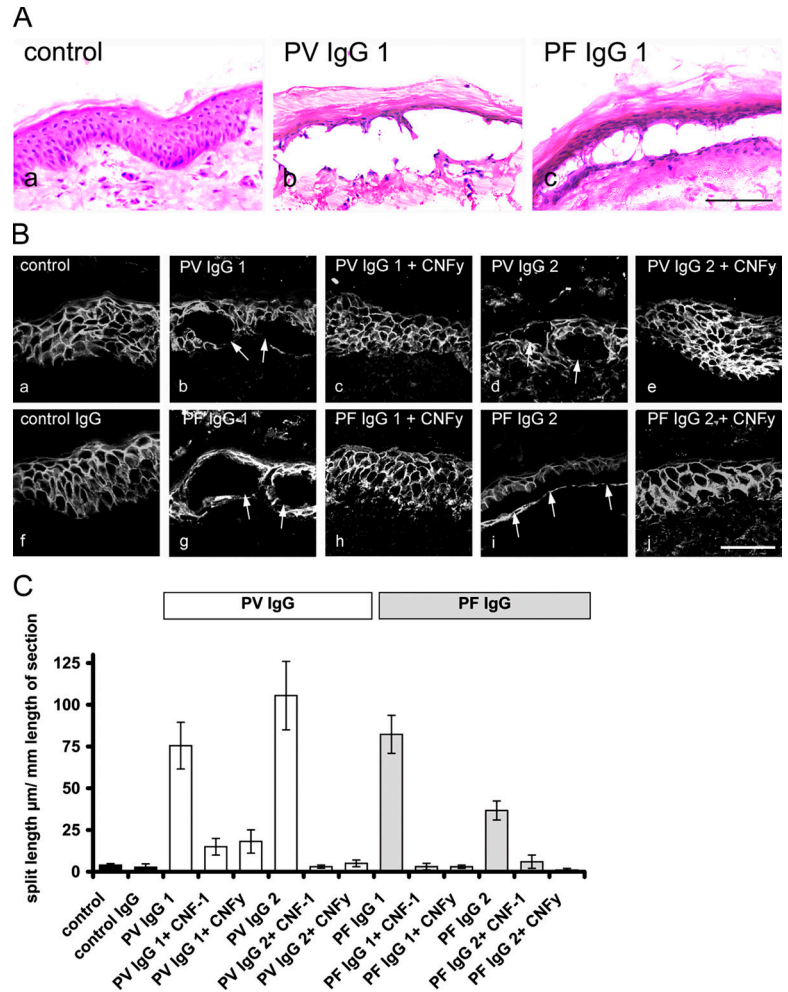 A
control
PV IgG 1
PF IgG 1
a
b
c
B
control
PV IgG 1
PV IgG 1 + CNFy
PV IgG 2
PV IgG 2 + CNFy
a
b
c
d
e
control IgG
PF IgG 1
PF IgG 1 + CNFy
PF IgG 2
PF IgG 2 + CNFy
f
g
h
i
j
C
PV IgG
PF IgG
split length µm/ mm length of section
125
100
75
50
25
0
control
control IgG
PV IgG 1
PV IgG 1+ CNF-1
PV IgG 1+ CNFy
PV IgG 2
PV IgG 2+ CNF-1
PV IgG 2+ CNFy
PF IgG 1
PF IgG 1+ CNF-1
PF IgG 1+ CNFy
PF IgG 2
PF IgG 2+ CNF-1
PF IgG 2+ CNFy